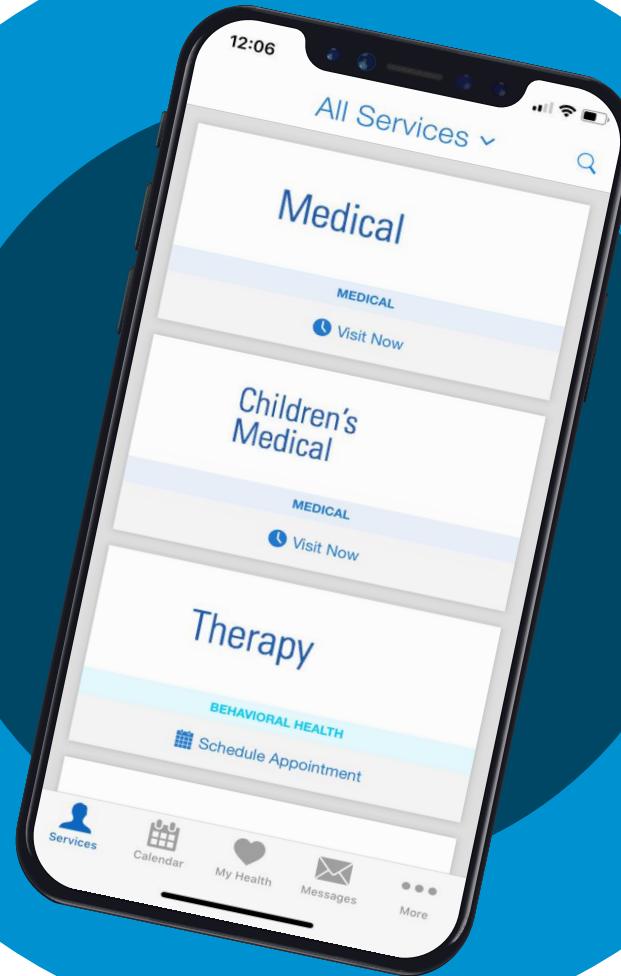 12:06
All Services
Medical
MEDICAL
Visit Now
Children's
Medical
MEDICAL
Visit Now
Therapy
BEHAVIORAL HEALTH
Schedule Appointment
Services
Calendar
My Health
Messages
More